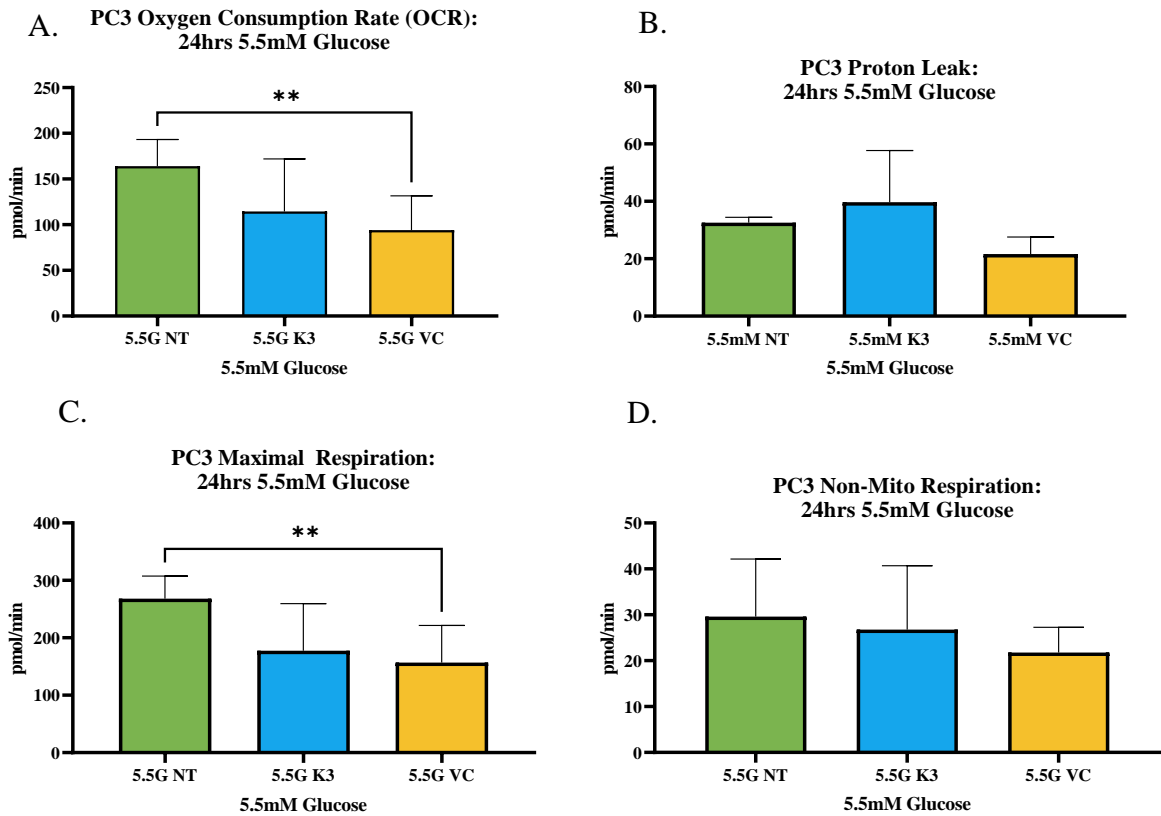 A.
PC3 Oxygen Consumption Rate (OCR):
24hrs 5.5mM Glucose
250
200
150
100
50
0
pmol/min
**
5.5G NT
5.5G K3
5.5G VC
5.5mM Glucose
B.
PC3 Proton Leak:
24hrs 5.5mM Glucose
80
60
40
20
0
pmol/min
5.5mM NT
5.5mM K3
5.5mM VC
5.5mM Glucose
C.
PC3 Maximal Respiration:
24hrs 5.5mM Glucose
400
300
200
100
0
pmol/min
**
5.5G NT
5.5G K3
5.5G VC
5.5mM Glucose
D.
PC3 Non-Mito Respiration:
24hrs 5.5mM Glucose
50
40
30
20
10
0
pmol/min
5.5G NT
5.5G K3
5.5G VC
5.5mM Glucose